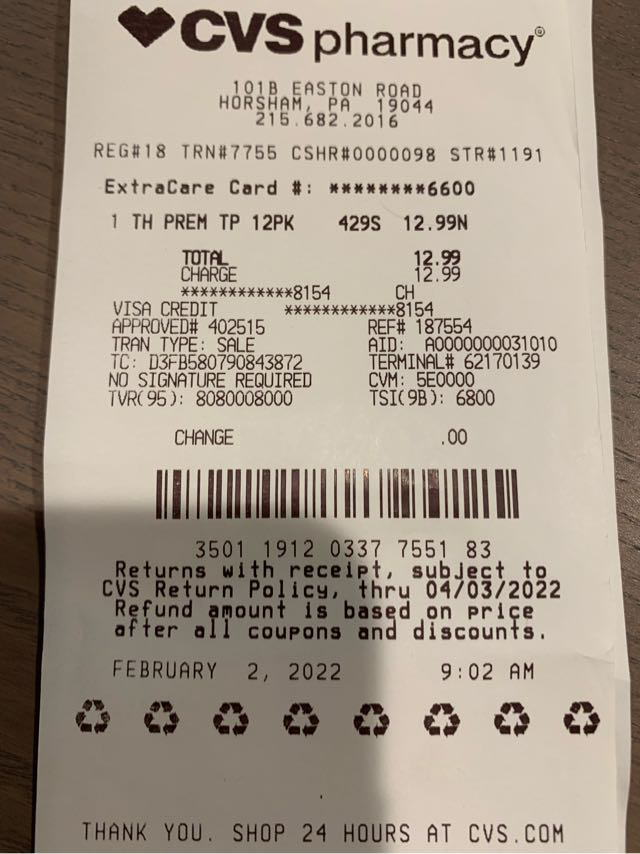 CVS pharmacy®
101B EASTON ROAD
HORSHAM, PA 19044
215.682.2016
REG#18 TRN#7755 CSHR#0000098 STR#1191
ExtraCare Card #: ********6600
1 TH PREM TP 12PK 429S 12.99N
TOTAL 12.99
CHARGE 12.99
************8154 CH
VISA CREDIT ************8154
APPROVED# 402515 REF# 187554
TRAN TYPE: SALE AID: A0000000031010
TC: D3FB580790843872 TERMINAL# 62170139
NO SIGNATURE REQUIRED CVM: 5E0000
TVR(95): 8080008000 TSI(9B): 6800
CHANGE .00
3501 1912 0337 7551 83
Returns with receipt, subject to
CVS Return Policy, thru 04/03/2022
Refund amount is based on price
after all coupons and discounts.
FEBRUARY 2, 2022 9:02 AM
THANK YOU. SHOP 24 HOURS AT CVS.COM